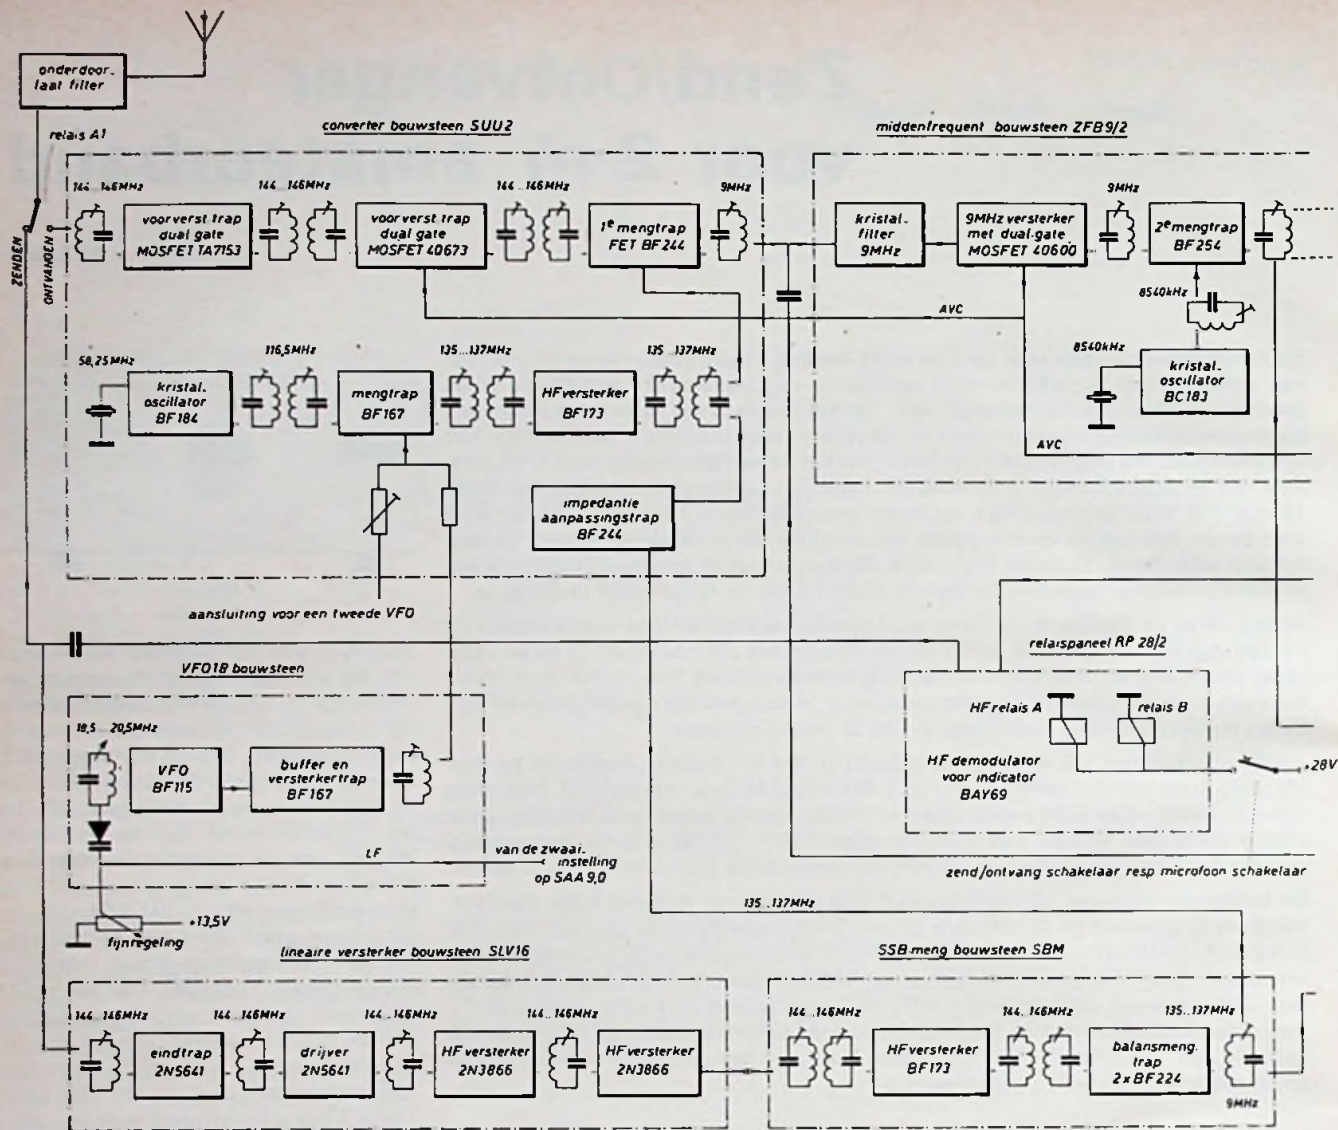 onderdoor-
laat filter
relais A1
ZENDEN
ONTVANGEN
converter bouwsteen SUU2
144...146MHz
voorverst trap
dual gate
MOSFET TA7153
144...146MHz
voorverst trap
dual gate
MOSFET 40673
144...146MHz
1e mengtrap
FET BF244
9MHz
58,25MHz
kristal-
oscillator
BF184
116,5MHz
mengtrap
BF167
135...137MHz
HF versterker
BF173
135...137MHz
impedantie
aanpassingstrap
BF244
aansluiting voor een tweede VFO
middenfrequent bouwsteen ZFB9/2
kristal-
filter
9MHz
9MHz versterker
met dual-gate
MOSFET 40600
9MHz
2e mengtrap
BF254
8540kHz
8540kHz
kristal-
oscillator
BC183
AVC
AVC
VFO18 bouwsteen
18,5...20,5MHz
VFO
BF115
buffer en
versterkertrap
BF167
LF
van de zwaai-
instelling
op SAA 9,0
+13,5V
fijnregeling
relaispaneel RP 28/2
HF relais A
relais B
HF demodulator
voor indicator
BAY69
+28V
zend/ontvang schakelaar resp microfoon schakelaar
135...137MHz
lineaire versterker bouwsteen SLV16
144...146MHz
eindtrap
2N5641
144...146MHz
drijver
2N5641
144...146MHz
HF versterker
2N3866
144...146MHz
HF versterker
2N3866
SSB-meng bouwsteen SBM
144...146MHz
HF versterker
BF173
144...146MHz
balansmeng-
trap
2xBF224
135...137MHz
9MHz